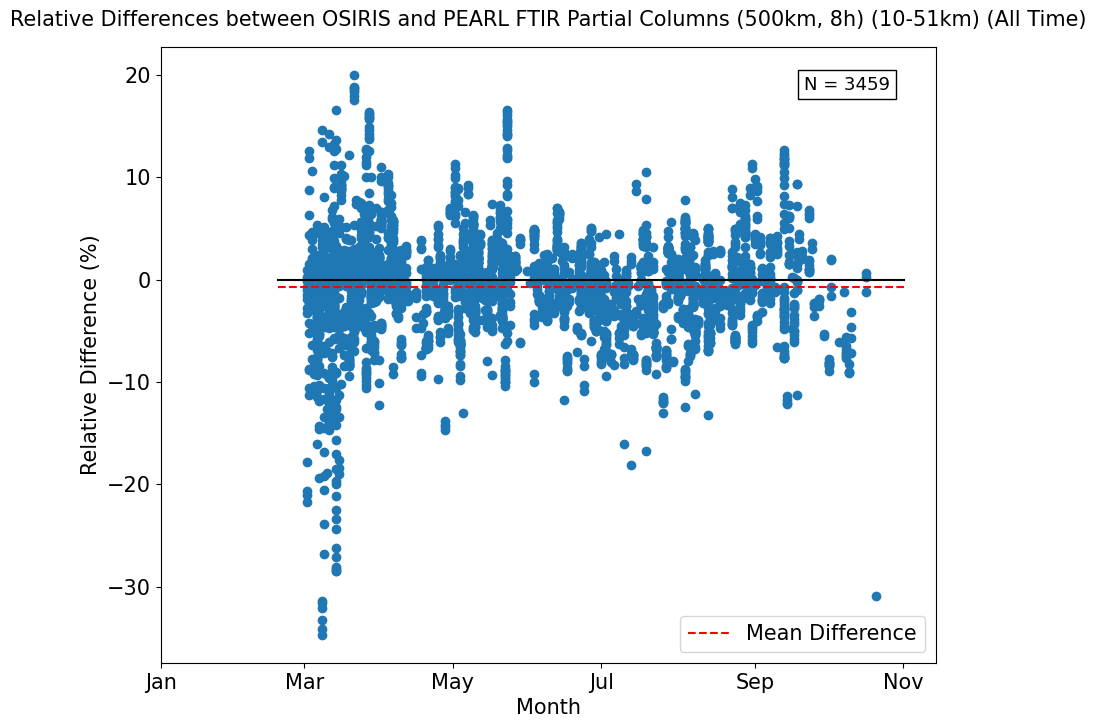 Relative Differences between OSIRIS and PEARL FTIR Partial Columns (500km, 8h) (10-51km) (All Time)
N = 3459
20
10
0
−10
−20
−30
Relative Difference (%)
Mean Difference
Jan Mar May Jul Sep Nov
Month